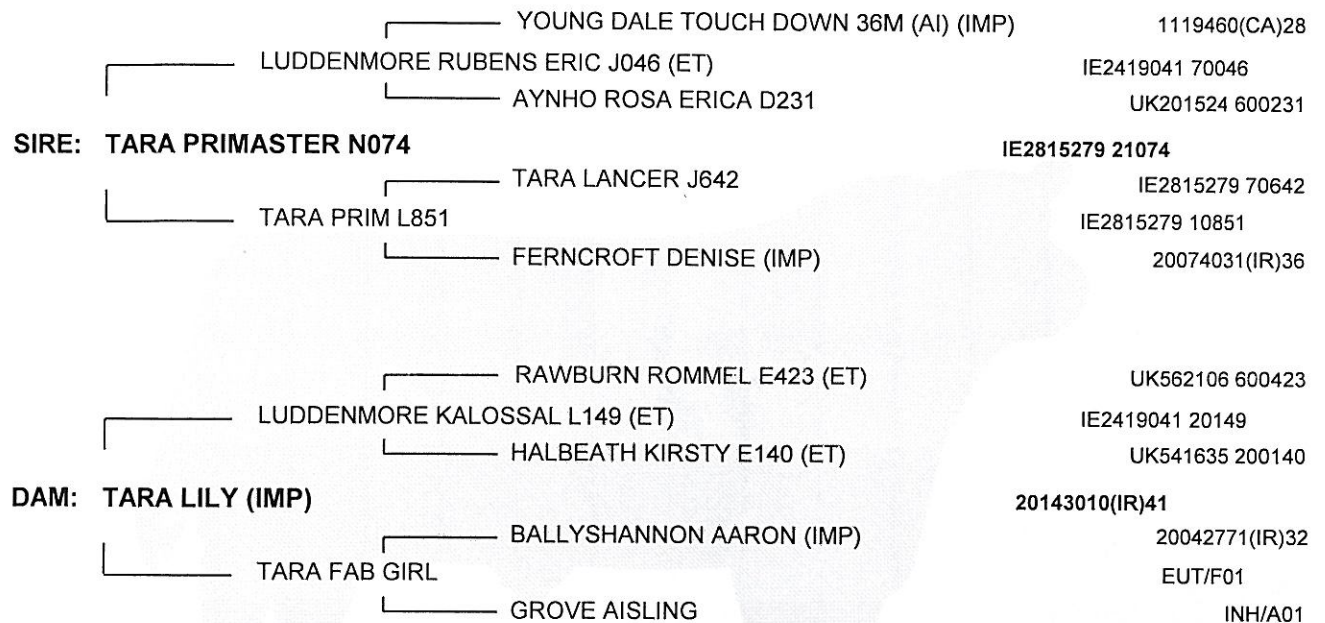 YOUNG DALE TOUCH DOWN 36M (AI) (IMP) 1119460(CA)28
LUDDENMORE RUBENS ERIC J046 (ET) IE2419041 70046
AYNHO ROSA ERICA D231 UK201524 600231
SIRE: TARA PRIMASTER N074 IE2815279 21074
TARA LANCER J642 IE2815279 70642
TARA PRIM L851 IE2815279 10851
FERNCROFT DENISE (IMP) 20074031(IR)36
RAWBURN ROMMEL E423 (ET) UK562106 600423
LUDDENMORE KALOSSAL L149 (ET) IE2419041 20149
HALBEATH KIRSTY E140 (ET) UK541635 200140
DAM: TARA LILY (IMP) 20143010(IR)41
BALLYSHANNON AARON (IMP) 20042771(IR)32
TARA FAB GIRL EUT/F01
GROVE AISLING INH/A01